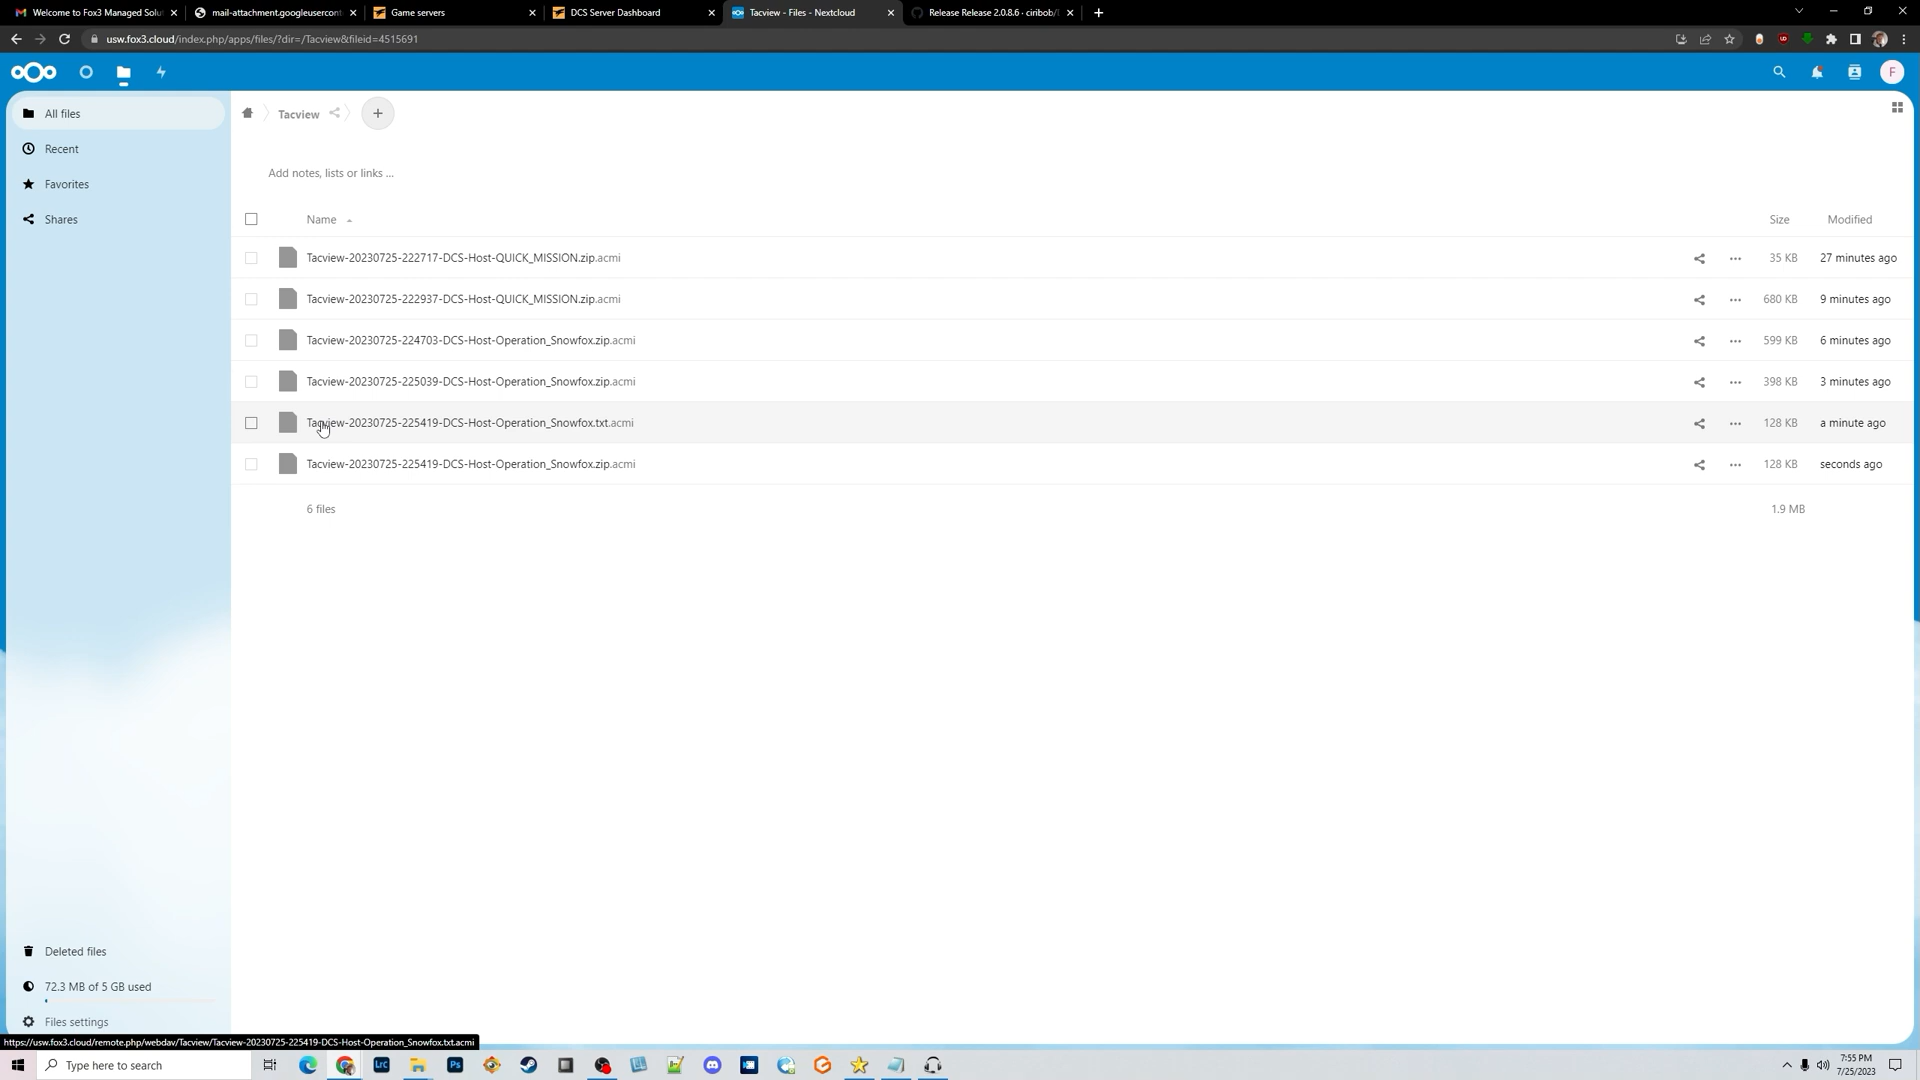 Welcome to Fox3 Managed Solu
mail-attachment.googleusercont
Game servers
DCS Server Dashboard
Tacview - Files - Nextcloud
Release Release 2.0.8.6 · ciribob/
usw.fox3.cloud/index.php/apps/files/?dir=/Tacview&fileid=4515691
F
All files
Recent
Favorites
Shares
Tacview
Add notes, lists or links ...
Name Size Modified
Tacview-20230725-222717-DCS-Host-QUICK_MISSION.zip.acmi 35 KB 27 minutes ago
Tacview-20230725-222937-DCS-Host-QUICK_MISSION.zip.acmi 680 KB 9 minutes ago
Tacview-20230725-224703-DCS-Host-Operation_Snowfox.zip.acmi 599 KB 6 minutes ago
Tacview-20230725-225039-DCS-Host-Operation_Snowfox.zip.acmi 398 KB 3 minutes ago
Tacview-20230725-225419-DCS-Host-Operation_Snowfox.txt.acmi 128 KB a minute ago
Tacview-20230725-225419-DCS-Host-Operation_Snowfox.zip.acmi 128 KB seconds ago
6 files 1.9 MB
Deleted files
72.3 MB of 5 GB used
Files settings
https://usw.fox3.cloud/remote.php/webdav/Tacview/Tacview-20230725-225419-DCS-Host-Operation_Snowfox.txt.acmi
Type here to search
LrC
Ps
7:55 PM
7/25/2023